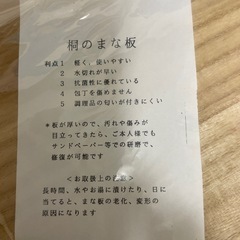 桐のまな板
利点1 軽く、扱いやすい
2 水切れが早い
3 抗菌性に優れている
4 包丁を傷めません
5 調理品の匂いが付きにくい
*板が厚いので、汚れや傷みが
目立ってきたら、ご本人様でも
サンドペーパー等での研磨で、
修復が可能です
<お取扱上の注意>
長時間、水やお湯に漬けたり、日に
当てると、まな板の老化、変形の
原因になります